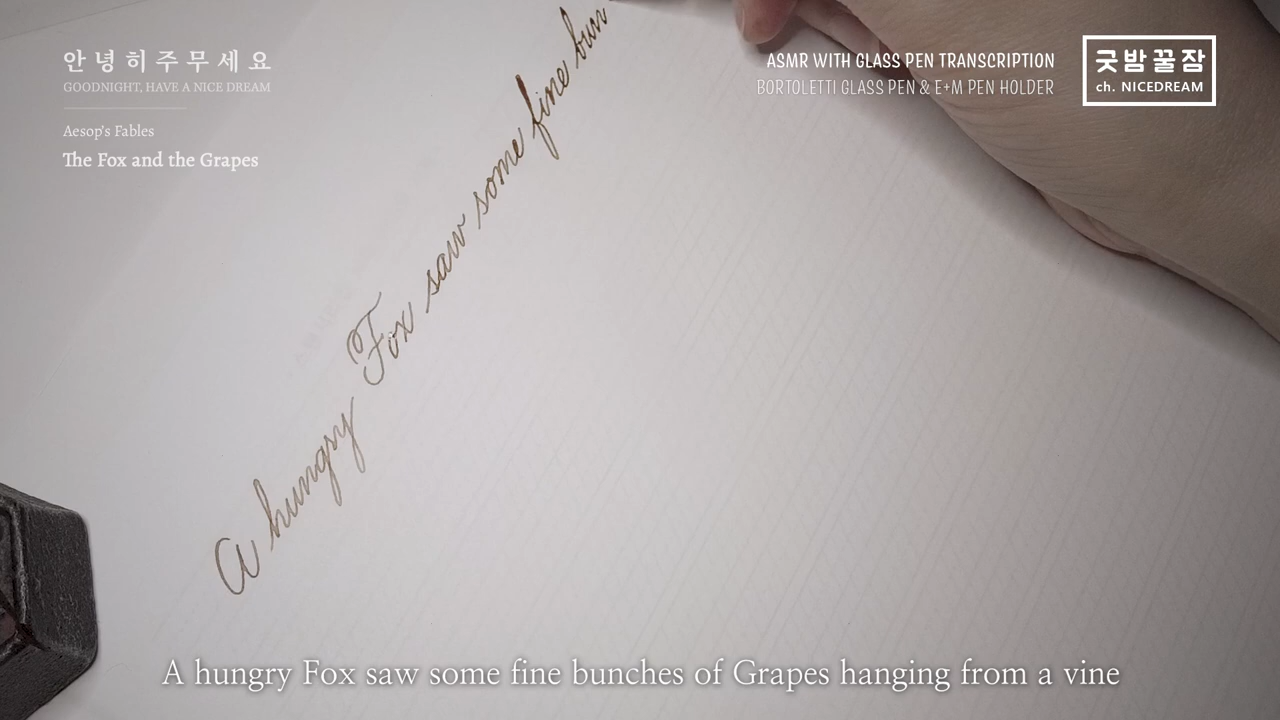 안녕히주무세요
GOODNIGHT, HAVE A NICE DREAM
Aesop's Fables
The Fox and the Grapes
ASMR WITH GLASS PEN TRANSCRIPTION
BORTOLETTI GLASS PEN & E+M PEN HOLDER
굿밤꿀잠
ch. NICEDREAM
A hungry Fox saw some fine bun
A hungry Fox saw some fine bunches of Grapes hanging from a vine